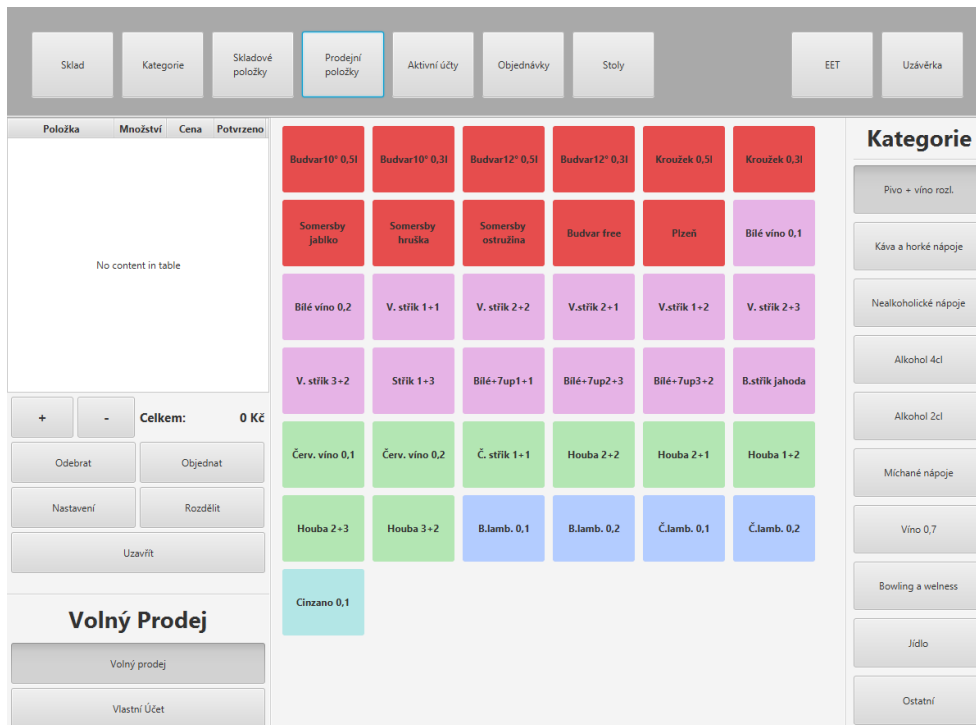 Sklad
Kategorie
Skladové
položky
Prodejní
položky
Aktivní účty
Objednávky
Stoly
EET
Uzávěrka
Položka Množství Cena Potvrzeno
No content in table
+ - Celkem: 0 Kč
Odebrat Objednat
Nastavení Rozdělit
Uzavřít
Volný Prodej
Volný prodej
Vlastní Účet
Budvar10° 0,5l Budvar10° 0,3l Budvar12° 0,5l Budvar12° 0,3l Kroužek 0,5l Kroužek 0,3l
Somersby
jablko
Somersby
hruška
Somersby
ostružina
Budvar free
Plzeň
Bílé víno 0,1
Bílé víno 0,2 V. střik 1+1 V. střik 2+2 V.střik 2+1 V.střik 1+2 V. střik 2+3
V. střik 3+2 Střik 1+3 Bílé+7up1+1 Bílé+7up2+3 Bílé+7up3+2 B.střik jahoda
Červ. víno 0,1 Červ. víno 0,2 Č. střik 1+1 Houba 2+2 Houba 2+1 Houba 1+2
Houba 2+3 Houba 3+2 B.lamb. 0,1 B.lamb. 0,2 Č.lamb. 0,1 Č.lamb. 0,2
Cinzano 0,1
Kategorie
Pivo + víno rozl.
Káva a horké nápoje
Nealkoholické nápoje
Alkohol 4cl
Alkohol 2cl
Míchané nápoje
Víno 0,7
Bowling a welness
Jídlo
Ostatní